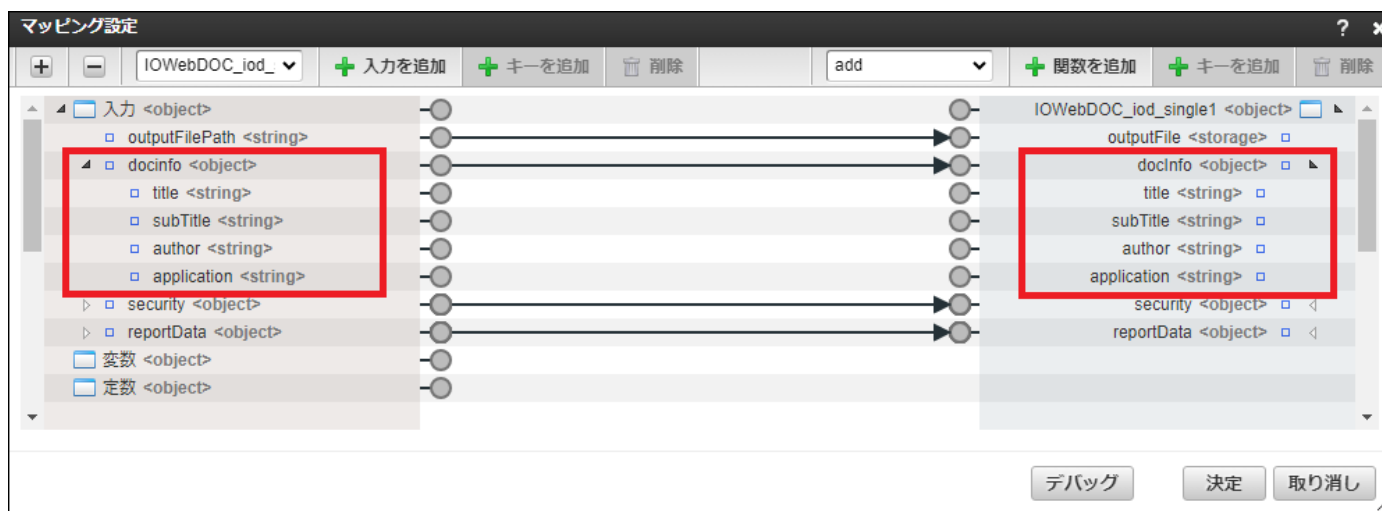 マッピング設定 ?
IOWebDOC_iod_ 入力を追加 キーを追加 削除 add 関数を追加 キーを追加 削除
入力 <object> IOWebDOC_iod_single1 <object>
outputFilePath <string> outputFile <storage>
docinfo <object> docInfo <object>
title <string> title <string>
subTitle <string> subTitle <string>
author <string> author <string>
application <string> application <string>
security <object> security <object>
reportData <object> reportData <object>
変数 <object>
定数 <object>
デバッグ 決定 取り消し